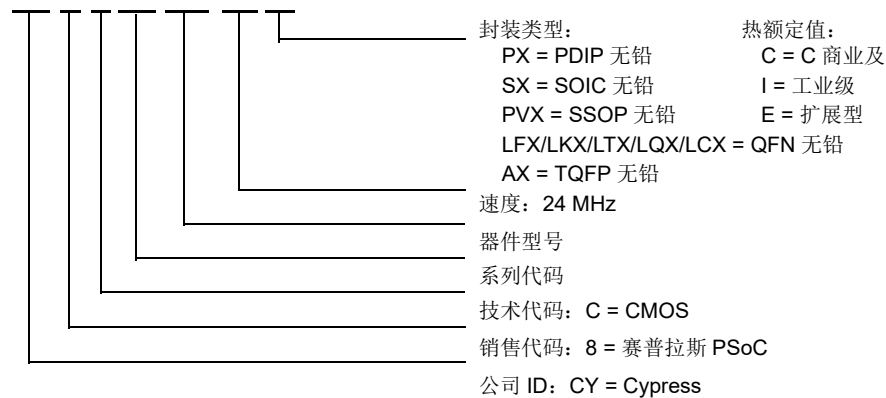 封装类型： 热额定值：
PX = PDIP 无铅 C = C 商业及
SX = SOIC 无铅 I = 工业级
PVX = SSOP 无铅 E = 扩展型
LFX/LKX/LTX/LQX/LCX = QFN 无铅
AX = TQFP 无铅
速度：24 MHz
器件型号
系列代码
技术代码：C = CMOS
销售代码：8 = 赛普拉斯 PSoC
公司 ID：CY = Cypress